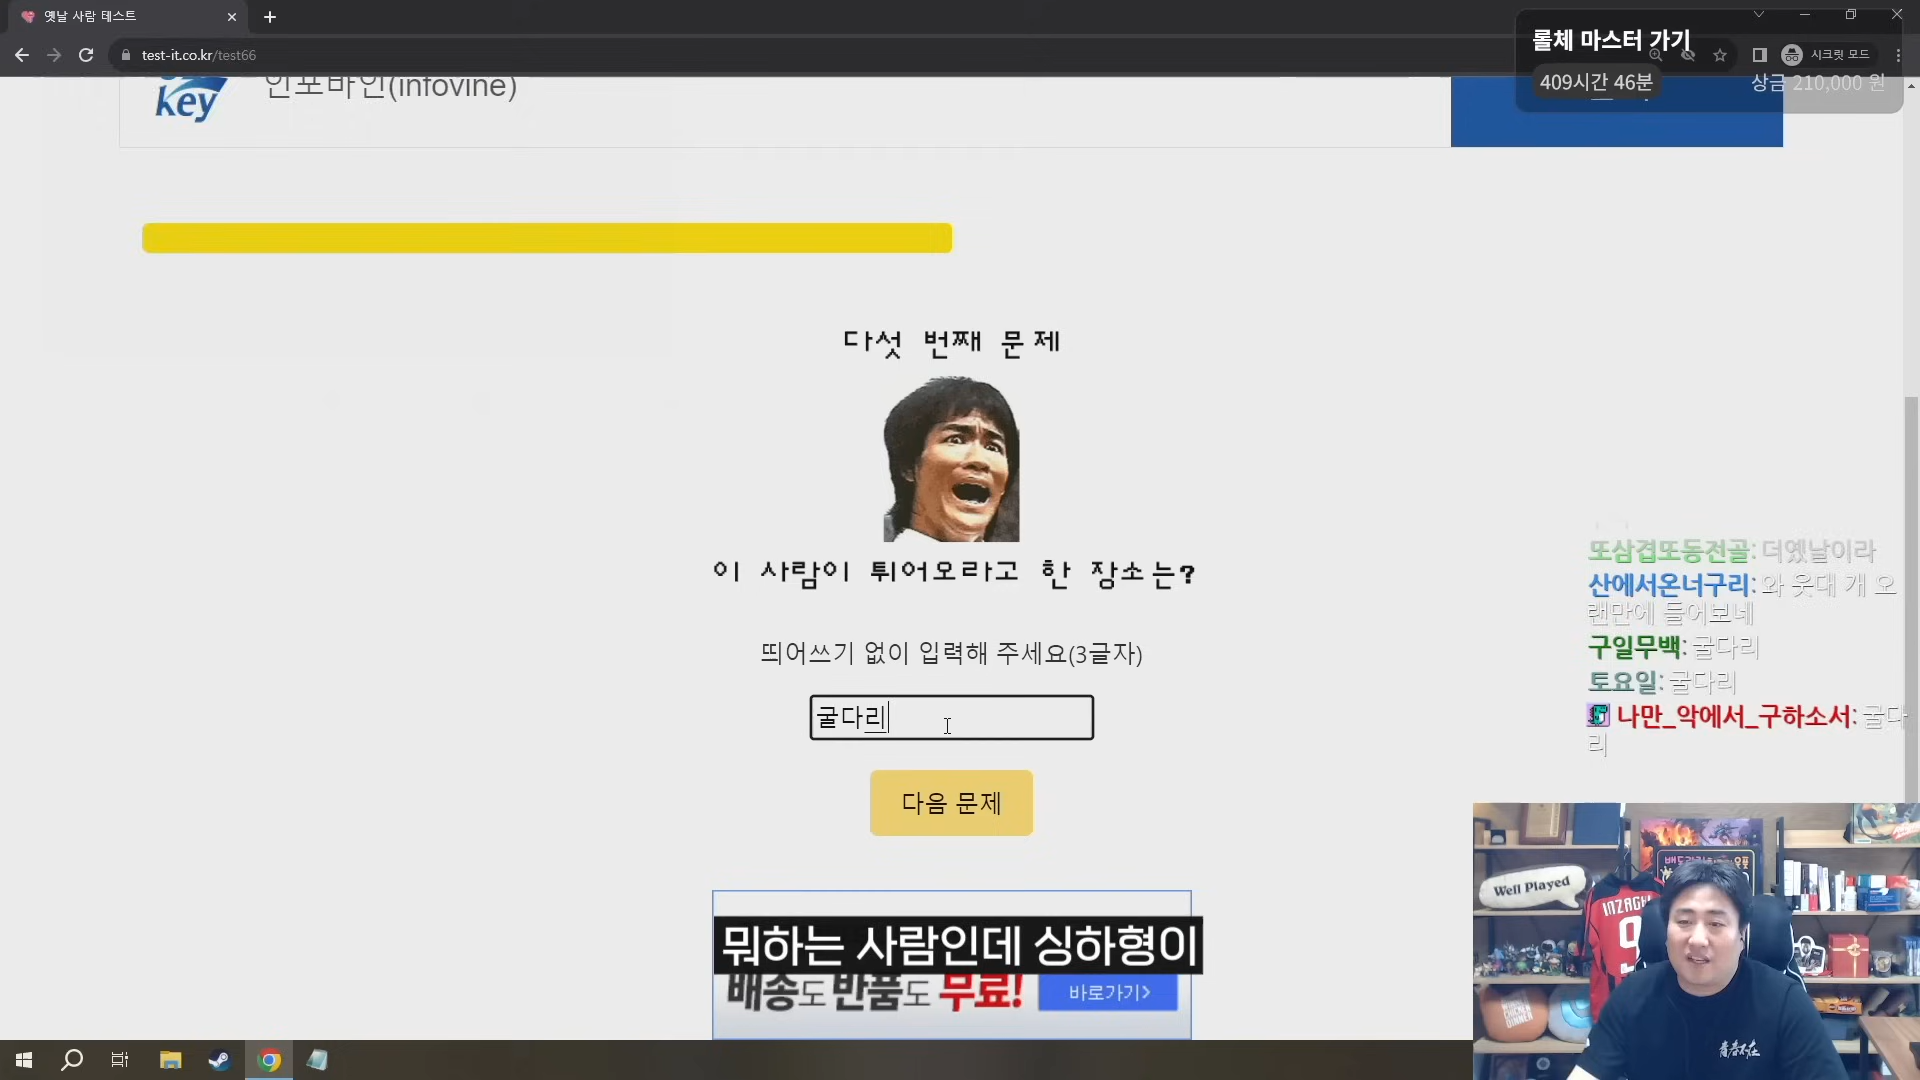 옛날 사람 테스트
test-it.co.kr/test66
시크릿 모드
롤체 마스터 가기
409시간 46분
상금 210,000 원
key
인포바인(infovine)
다섯 번째 문제
이 사람이 튀어오라고 한 장소는?
띄어쓰기 없이 입력해 주세요(3글자)
굴다리
다음 문제
또삼겹또동전골: 더옛날이라
산에서온너구리: 와 웃대 개 오
랜만에 들어보네
구일무백: 굴다리
토요일: 굴다리
나만_악에서_구하소서: 굴다
리
뭐하는 사람인데 싱하형이
배송도 반품도 무료!
바로가기>
Well Played
INZAGHI
9
WINNER
CHICKEN
DINNER